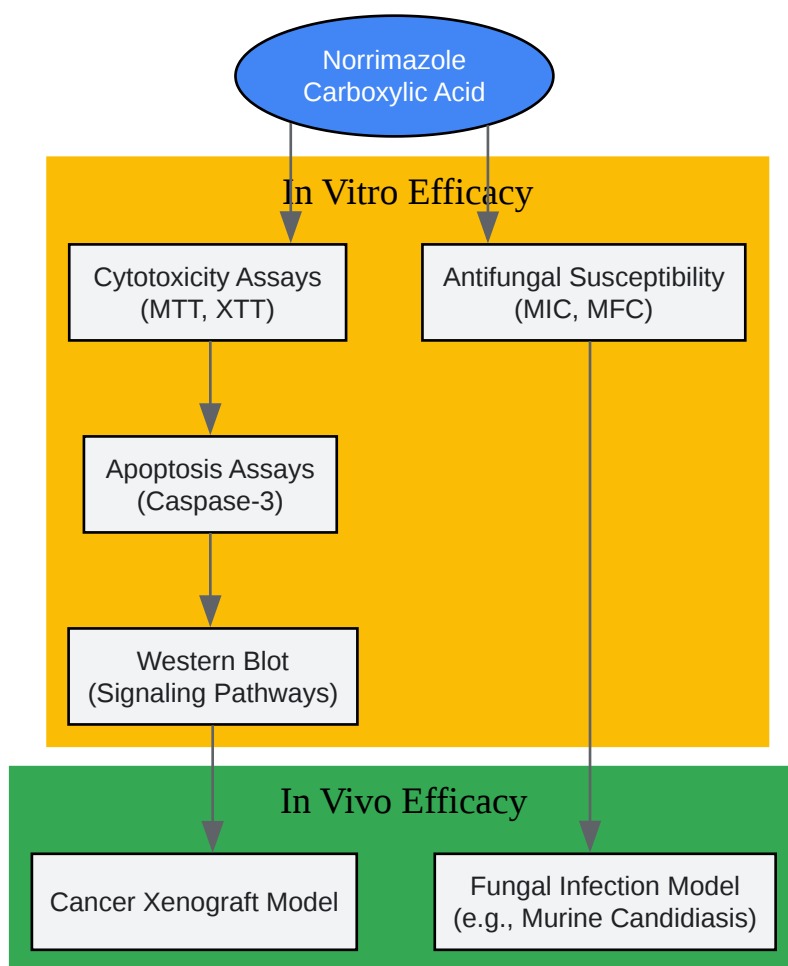 Norrimazole
Carboxylic Acid
In Vitro Efficacy
Cytotoxicity Assays
(MTT, XTT)
Antifungal Susceptibility
(MIC, MFC)
Apoptosis Assays
(Caspase-3)
Western Blot
(Signaling Pathways)
In Vivo Efficacy
Cancer Xenograft Model
Fungal Infection Model
(e.g., Murine Candidiasis)